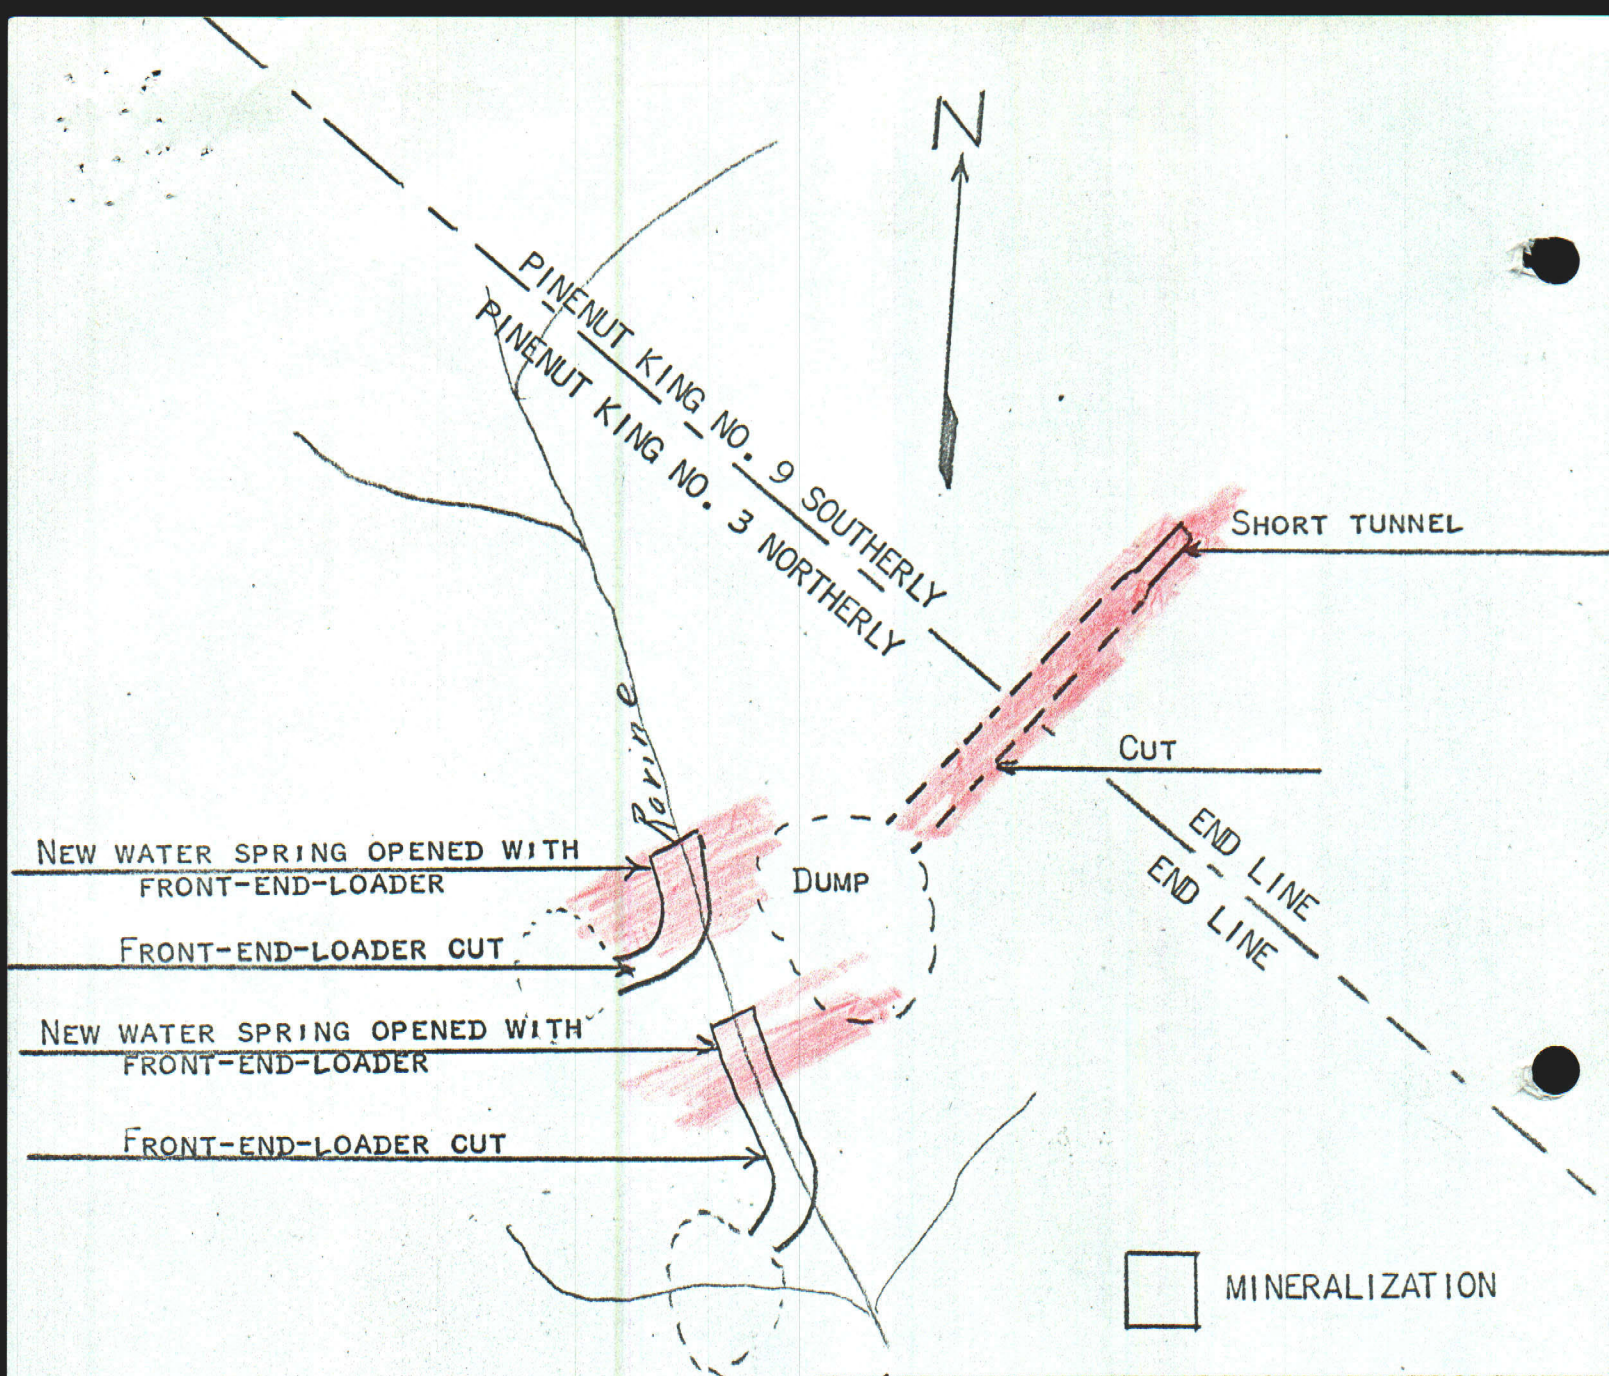 N
PINENUT KING NO. 9 SOUTHERLY
PINENUT KING NO. 3 NORTHERLY
SHORT TUNNEL
CUT
END LINE
END LINE
Ravine
DUMP
NEW WATER SPRING OPENED WITH
FRONT-END-LOADER
FRONT-END-LOADER CUT
NEW WATER SPRING OPENED WITH
FRONT-END-LOADER
FRONT-END-LOADER CUT
MINERALIZATION